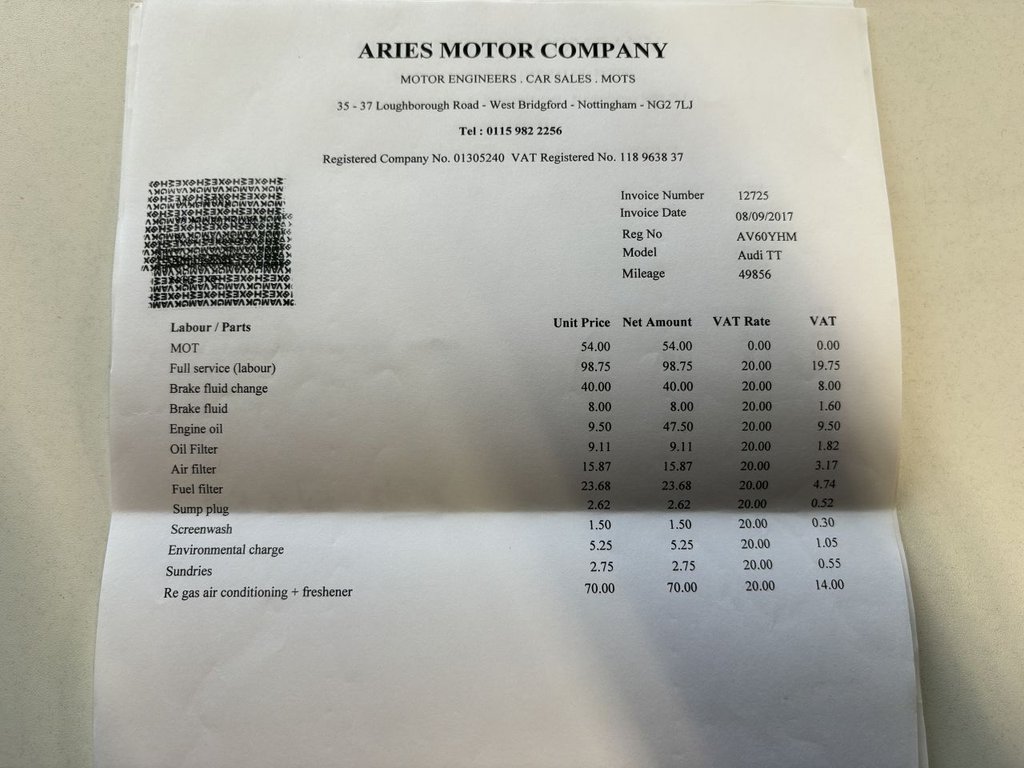 ARIES MOTOR COMPANY
MOTOR ENGINEERS . CAR SALES . MOTS
35 - 37 Loughborough Road - West Bridgford - Nottingham - NG2 7LJ
Tel : 0115 982 2256
Registered Company No. 01305240 VAT Registered No. 118 9638 37
Invoice Number 12725
Invoice Date 08/09/2017
Reg No AV60YHM
Model Audi TT
Mileage 49856
Labour / Parts Unit Price Net Amount VAT Rate VAT
MOT 54.00 54.00 0.00 0.00
Full service (labour) 98.75 98.75 20.00 19.75
Brake fluid change 40.00 40.00 20.00 8.00
Brake fluid 8.00 8.00 20.00 1.60
Engine oil 9.50 47.50 20.00 9.50
Oil Filter 9.11 9.11 20.00 1.82
Air filter 15.87 15.87 20.00 3.17
Fuel filter 23.68 23.68 20.00 4.74
Sump plug 2.62 2.62 20.00 0.52
Screenwash 1.50 1.50 20.00 0.30
Environmental charge 5.25 5.25 20.00 1.05
Sundries 2.75 2.75 20.00 0.55
Re gas air conditioning + freshener 70.00 70.00 20.00 14.00